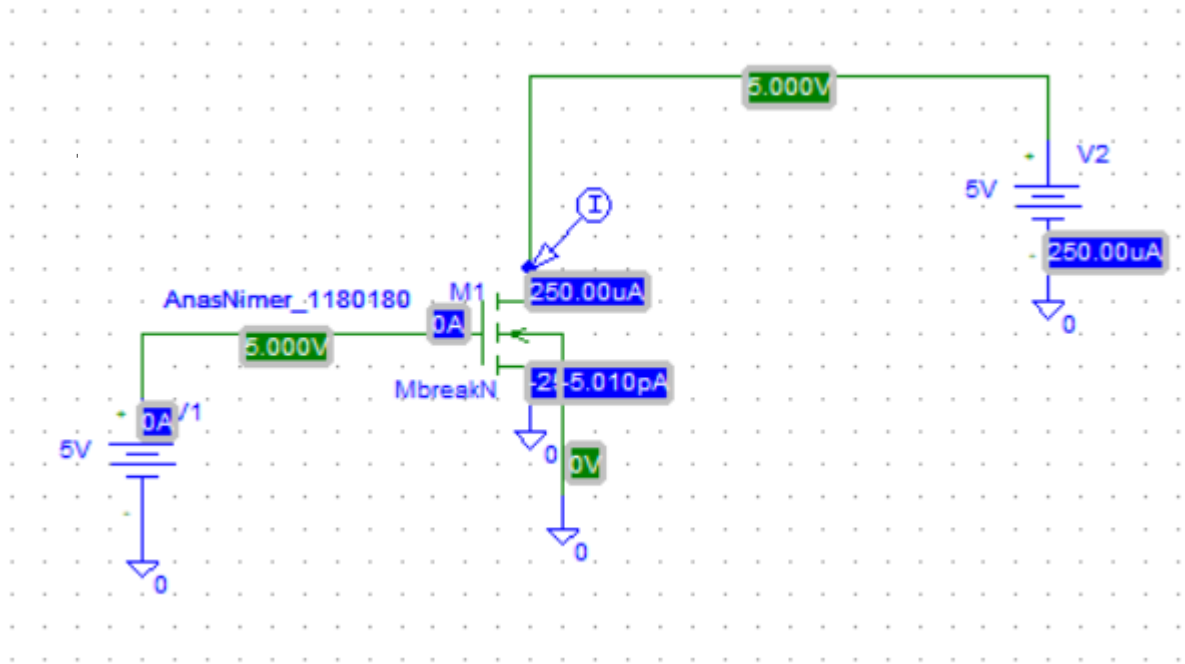 5.000V
V2
5V
I
250.00uA
AnasNimer_1180180
M1
250.00uA
0
0A
5.000V
MbreakN
-5.010pA
0A
5V
0
0V
0
0